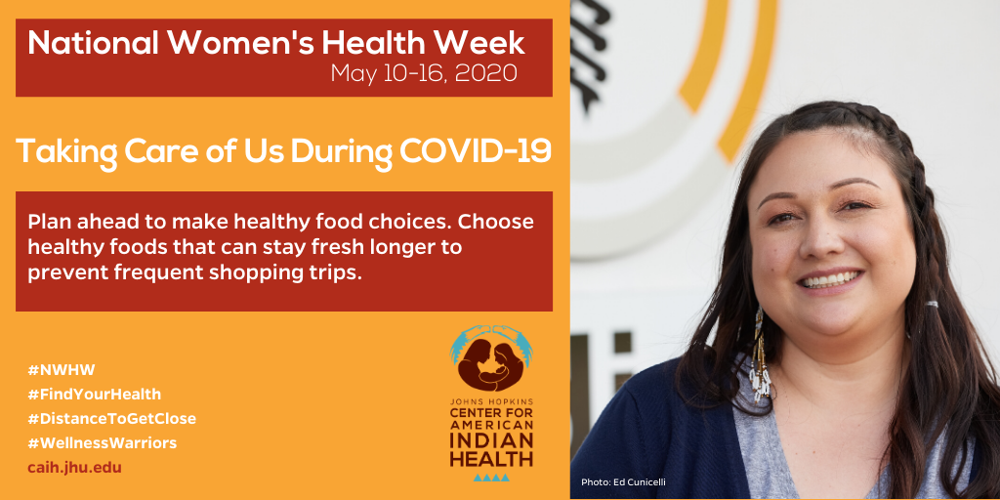 National Women's Health Week
May 10-16, 2020
Taking Care of Us During COVID-19
Plan ahead to make healthy food choices. Choose
healthy foods that can stay fresh longer to
prevent frequent shopping trips.
#NWHW
#FindYourHealth
#DistanceToGetClose
#WellnessWarriors
caih.jhu.edu
JOHNS HOPKINS
CENTER FOR
AMERICAN
INDIAN
HEALTH
Photo: Ed Cunicelli